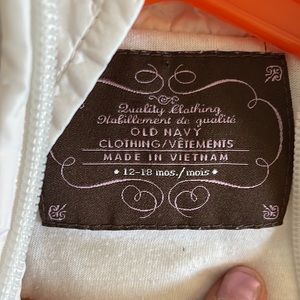 Quality Clothing
Habillement de qualité
OLD NAVY
CLOTHING/VÊTEMENTS
MADE IN VIETNAM
12-18 mos./mois